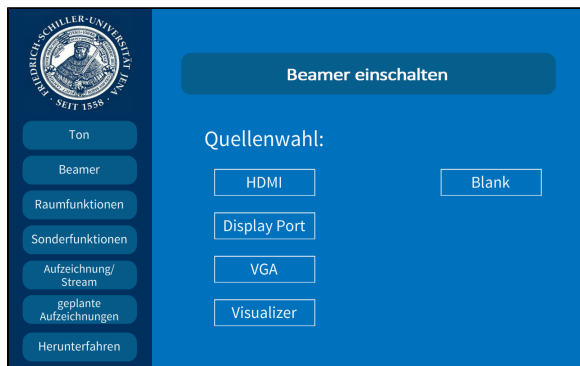 FRIEDRICH-SCHILLER-UNIVERSITÄT JENA
SEIT 1558
Ton
Beamer
Raumfunktionen
Sonderfunktionen
Aufzeichnung/
Stream
geplante
Aufzeichnungen
Herunterfahren
Beamer einschalten
Quellenwahl:
HDMI
Blank
Display Port
VGA
Visualizer